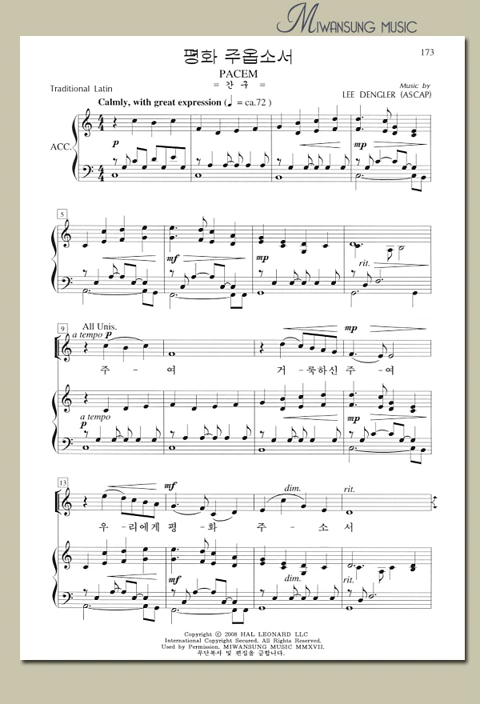 MIWANSUNG MUSIC
173
평화 주옵소서
PACEM
= 간 구 =
Traditional Latin
Music by
LEE DENGLER (ASCAP)
Calmly, with great expression (♩ = ca.72 )
ACC.
p
mp
5
mf mp
rit.
9
All Unis.
a tempo p
mp
주 - 여 거 - 룩하신 주 - 여
a tempo
p
mp
13
mf
dim. rit.
우 - 리에게 평 - 화 주 - 소 서
mf
dim. rit.
Copyright © 2008 HAL LEONARD LLC
International Copyright Secured. All Rights Reserved.
Used by Permission. MIWANSUNG MUSIC MMXVII.
무단복사 및 편집을 금합니다.